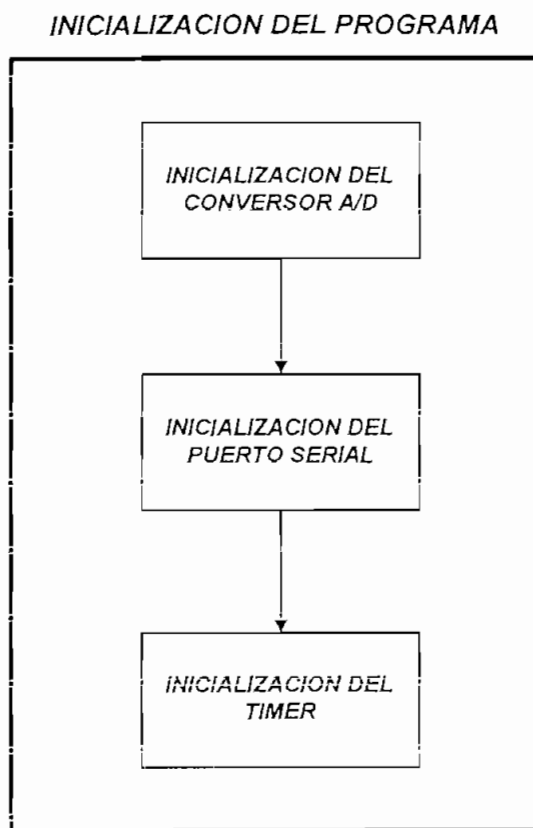 INICIALIZACION DEL PROGRAMA
INICIALIZACION DEL
CONVERSOR A/D
INICIALIZACION DEL
PUERTO SERIAL
INICIALIZACION DEL
TIMER